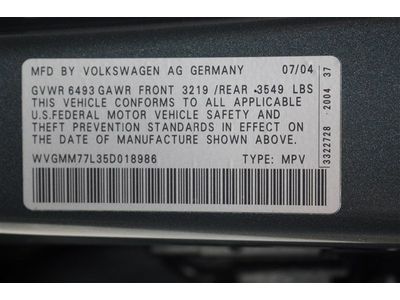 MFD BY VOLKSWAGEN AG GERMANY 07/04
GVWR 6493 GAWR FRONT 3219 /REAR -3549 LBS
THIS VEHICLE CONFORMS TO ALL APPLICABLE
U.S.FEDERAL MOTOR VEHICLE SAFETY AND
THEFT PREVENTION STANDARDS IN EFFECT ON THE
DATE OF MANUFACTURE SHOWN ABOVE.
WVGMM77L35D018986 TYPE: MPV
3322728 - 2004 37